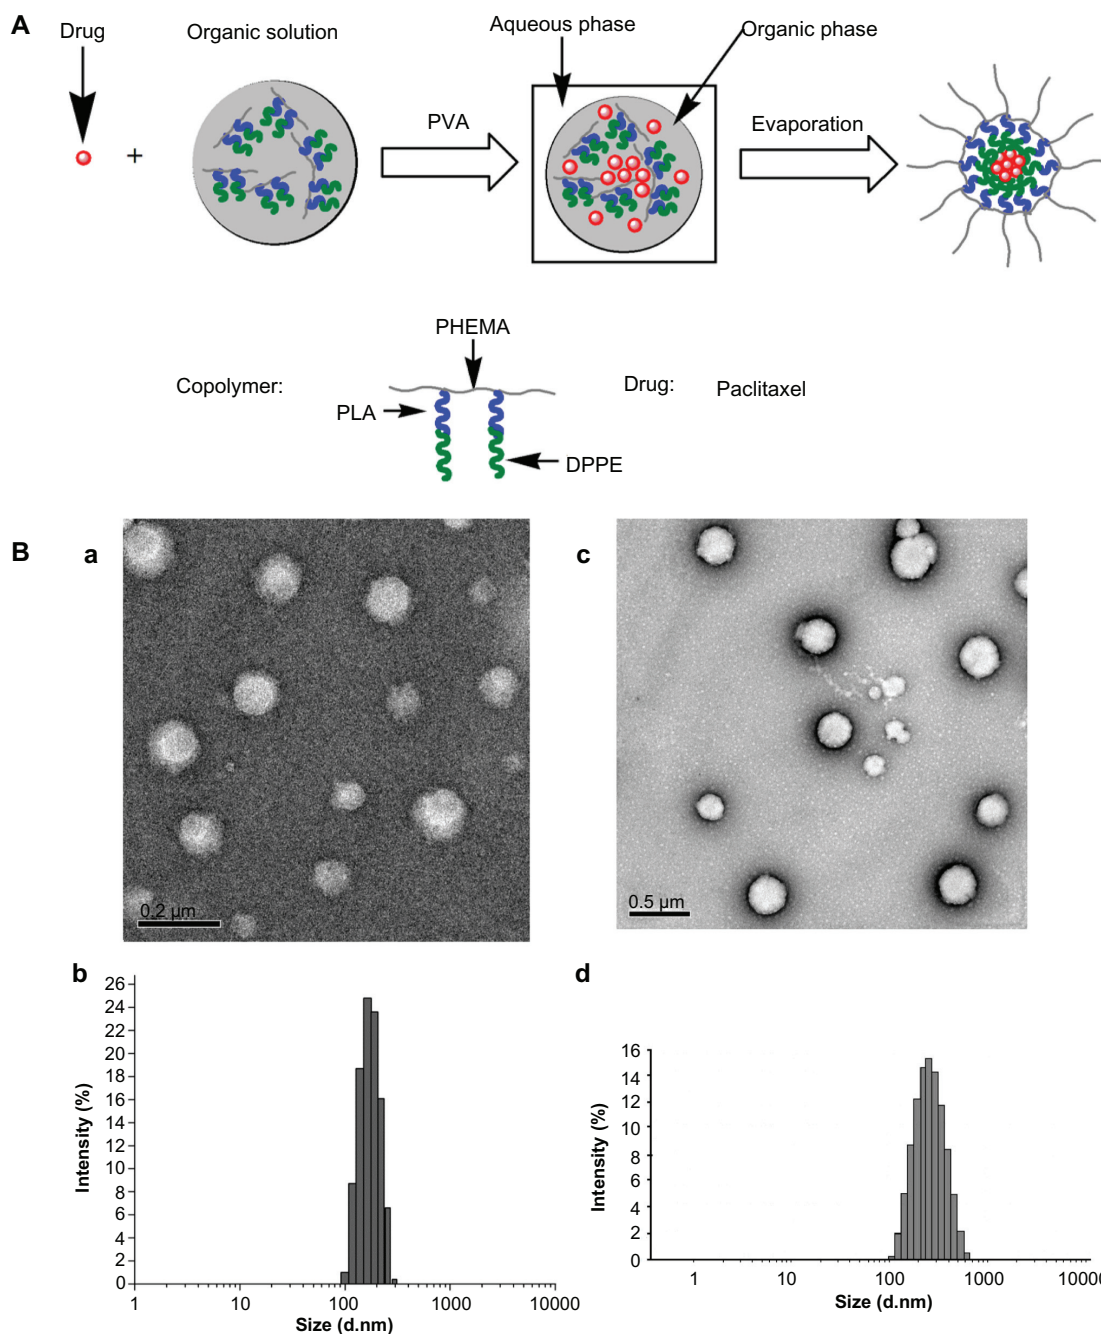 A
Drug
Organic solution
Aqueous phase
Organic phase
+
PVA
Evaporation
PHEMA
Copolymer:
Drug: Paclitaxel
PLA
DPPE
B
a
c
0.2 µm
0.5 µm
b
26
24
22
20
18
16
14
12
10
8
6
4
2
0
Intensity (%)
1 10 100 1000 10000
Size (d.nm)
d
16
14
12
10
8
6
4
2
0
Intensity (%)
1 10 100 1000 10000
Size (d.nm)